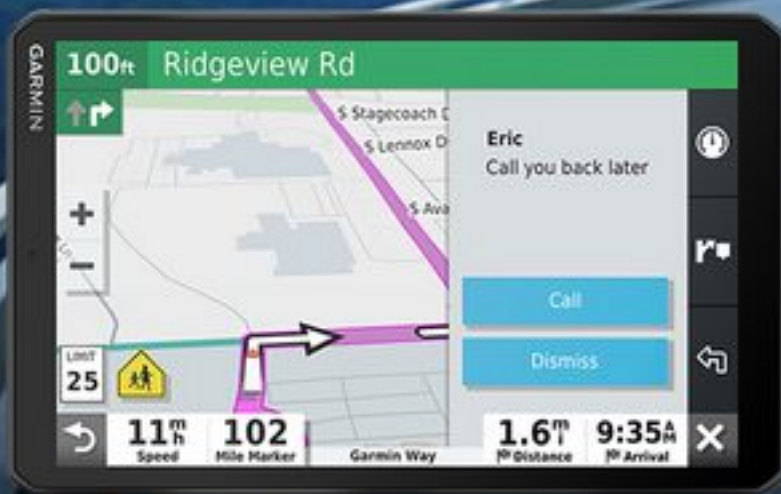 GARMIN
100ft Ridgeview Rd
S Stagecoach D
S Lennox D
S Ava
Eric
Call you back later
Call
Dismiss
LIMIT
25
11mh
Speed
102
Mile Marker
Garmin Way
1.6mi
Distance
9:35AM
Arrival